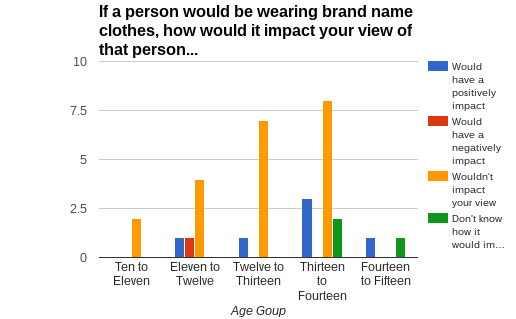 If a person would be wearing brand name
clothes, how would it impact your view of
that person...
10
7.5
5
2.5
0
Ten to
Eleven
Eleven to
Twelve
Twelve to
Thirteen
Thirteen
to
Fourteen
Fourteen
to Fifteen
Age Goup
Would
have a
positively
impact
Would
have a
negatively
impact
Wouldn't
impact
your view
Don't know
how it
would im...